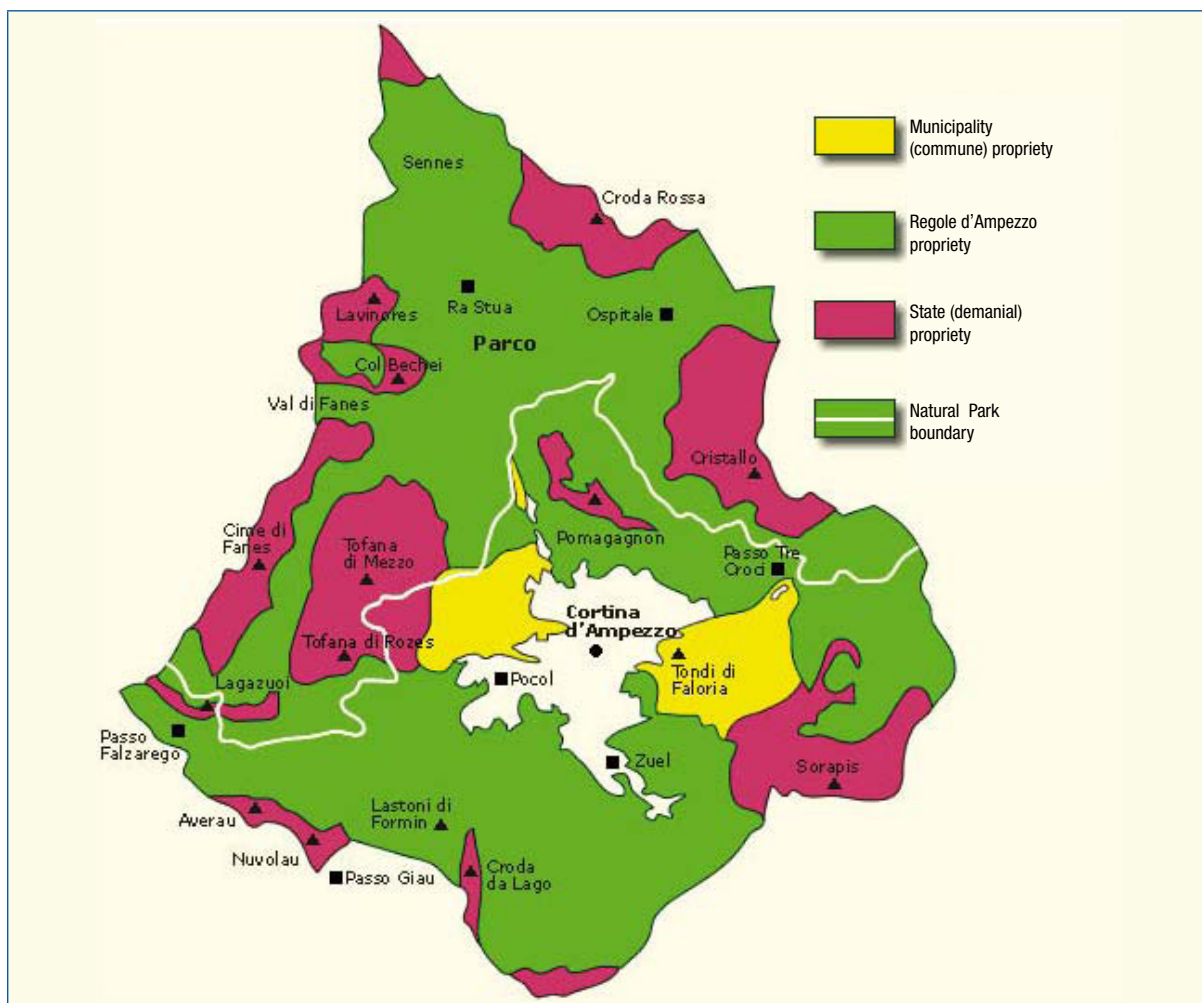 Municipality
(commune) propriety
Regole d'Ampezzo
propriety
State (demanial)
propriety
Natural Park
boundary
Sennes
Croda Rossa
Lavinores
Ra Stua
Ospitale
Parco
Col Bechei
Val di Fanes
Cristallo
Cime di
Fanes
Tofana
di Mezzo
Pomagagnon
Passo Tre
Croci
Cortina
d'Ampezzo
Tofana di Rozes
Pocol
Tondi di
Faloria
Lagazuoi
Passo
Falzarego
Zuel
Sorapis
Averau
Lastoni di
Formin
Nuvolau
Passo Giau
Croda
da Lago